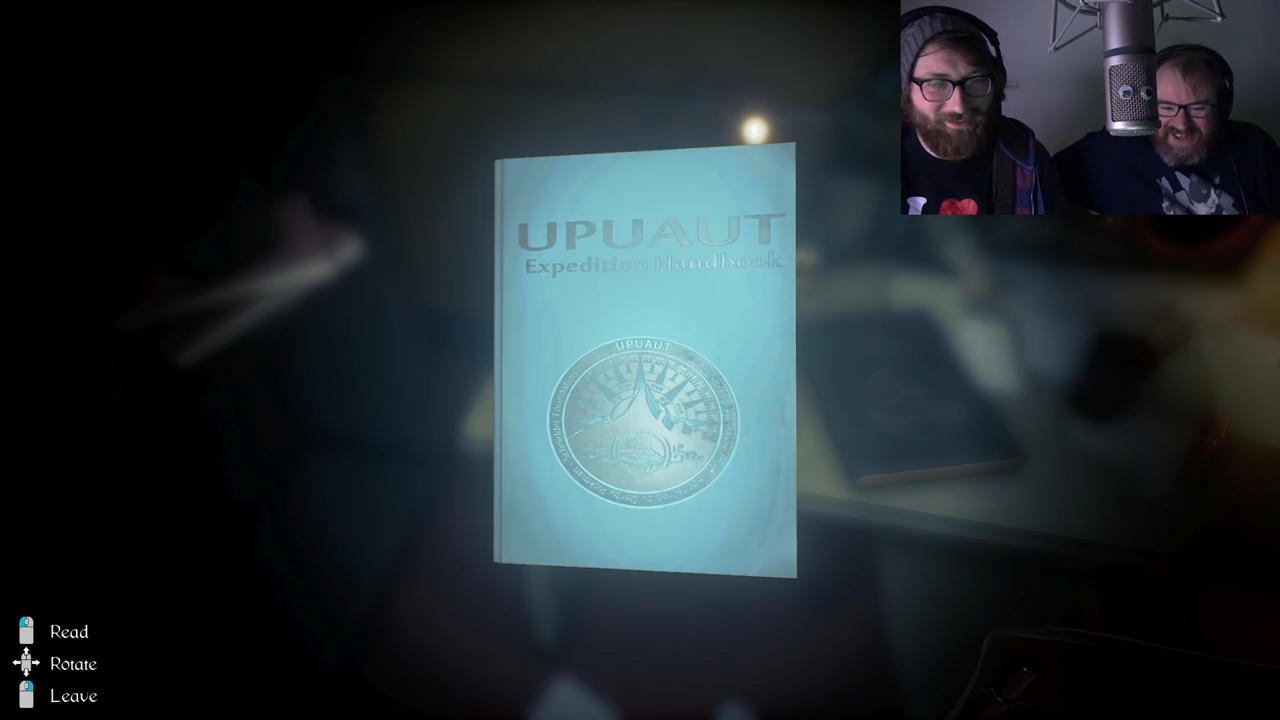 UPUAUT
Expedition Handbook
UPUAUT
Read
Rotate
Leave